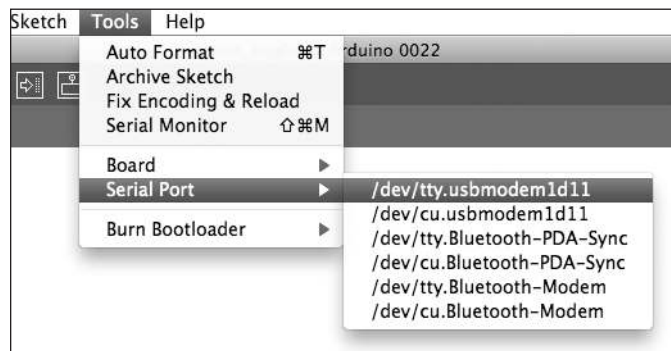 Sketch Tools Help
rduino 0022
Auto Format ⌘T
Archive Sketch
Fix Encoding & Reload
Serial Monitor ⇧⌘M
Board ▶
Serial Port ▶
Burn Bootloader ▶
/dev/tty.usbmodem1d11
/dev/cu.usbmodem1d11
/dev/tty.Bluetooth-PDA-Sync
/dev/cu.Bluetooth-PDA-Sync
/dev/tty.Bluetooth-Modem
/dev/cu.Bluetooth-Modem